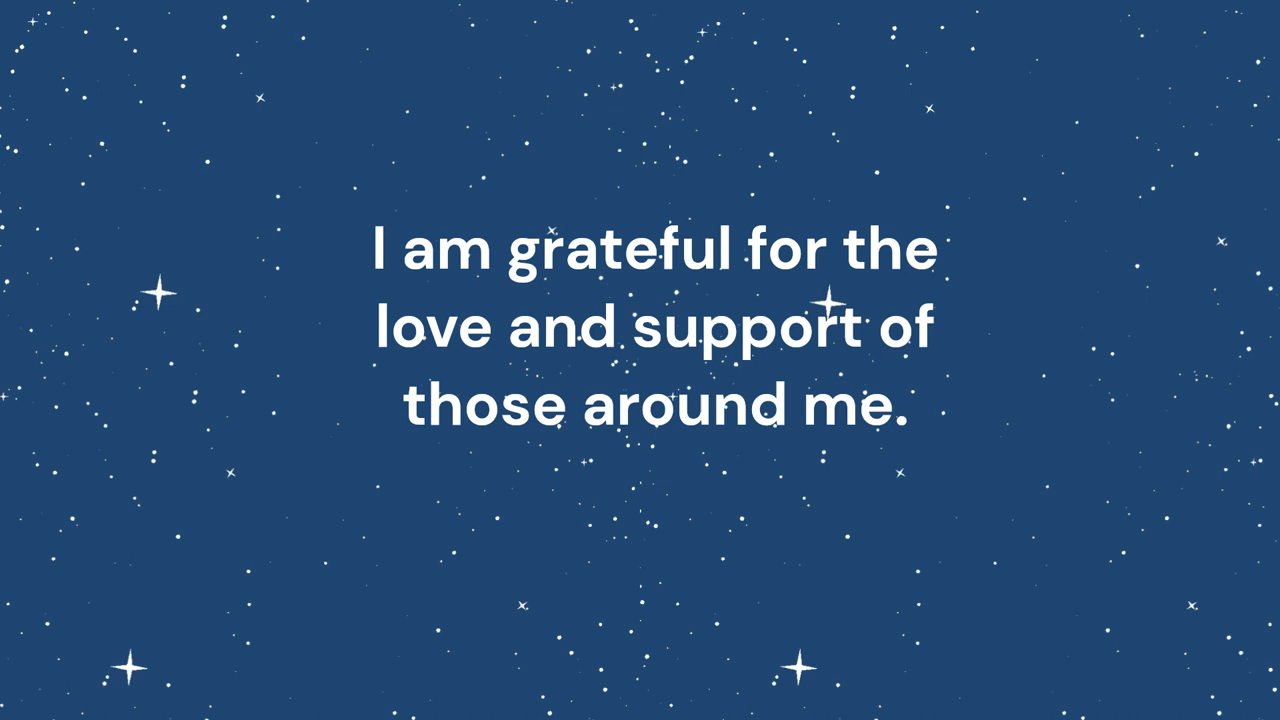 I am grateful for the
love and support of
those around me.